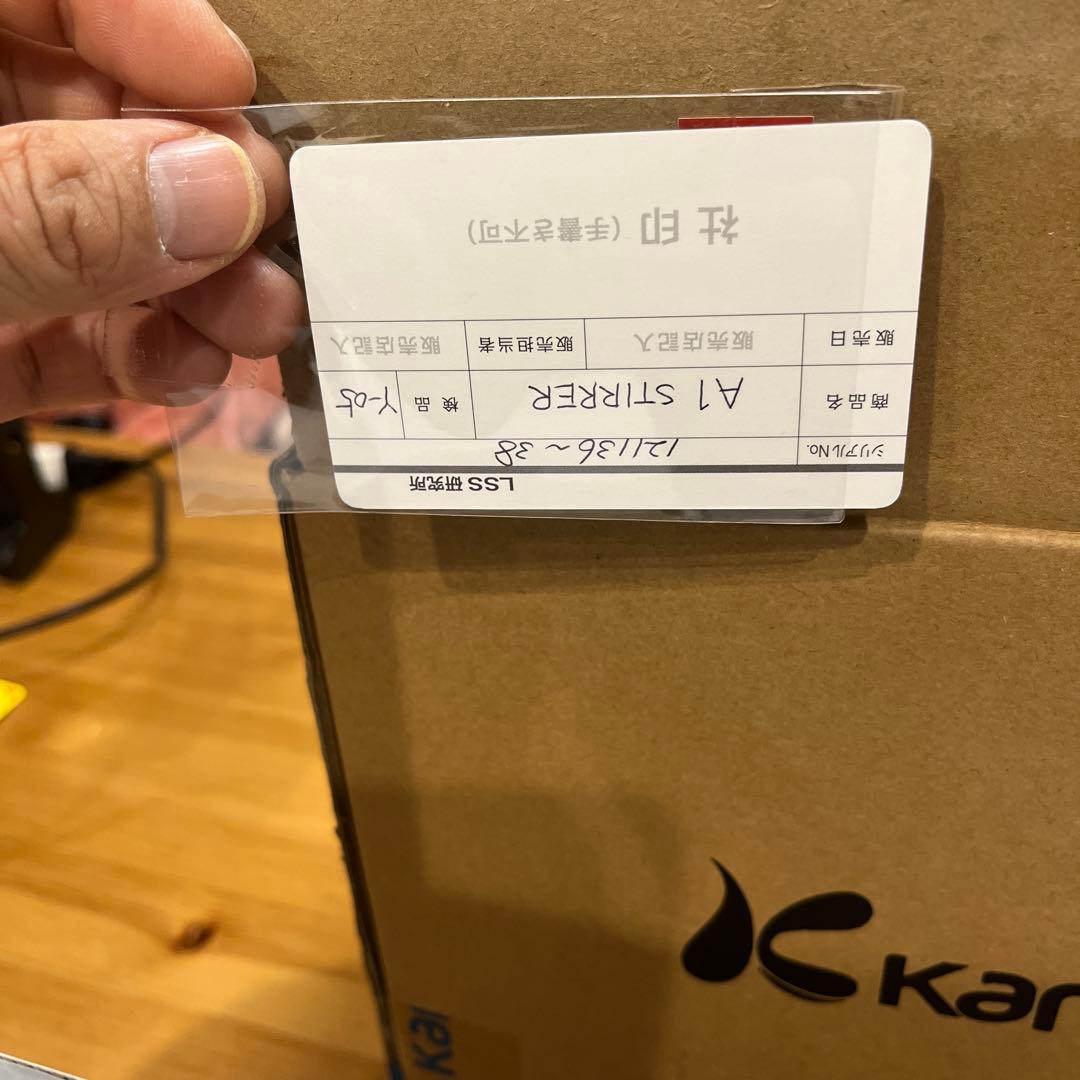 LSS 研究所
シリアルNo. 121136～38
商品名 A1 STIRRER 検品 Y-05
販売日 販売店記入 販売担当者 販売店記入
社印 (手書き不可)
Kar
Kar